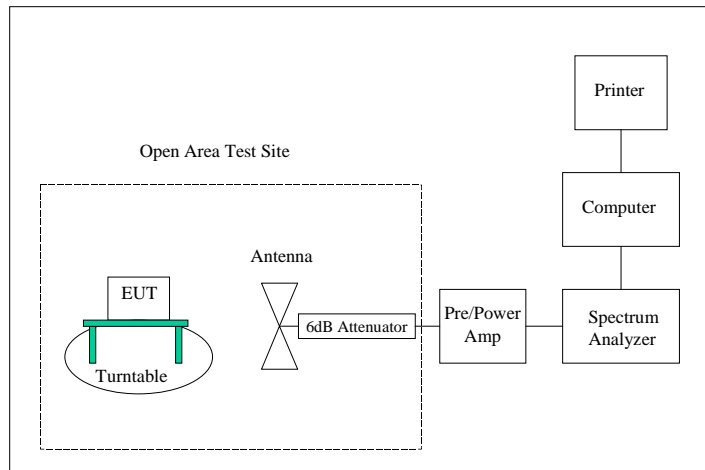 Printer
Open Area Test Site
Computer
Antenna
EUT
6dB Attenuator
Pre/Power
Amp
Spectrum
Analyzer
Turntable